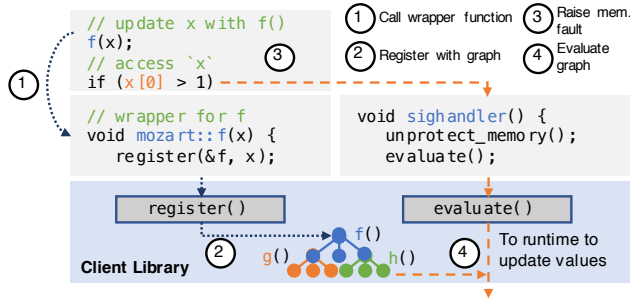 // update x with f()
f(x);
// access `x`
if (x[0] > 1)
1
3
1 Call wrapper function
2 Register with graph
3 Raise mem. fault
4 Evaluate graph
// wrapper for f
void mozart::f(x) {
register(&f, x);
void sighandler() {
unprotect_memory();
evaluate();
register()
evaluate()
2
f()
g()
h()
4
To runtime to
update values
Client Library